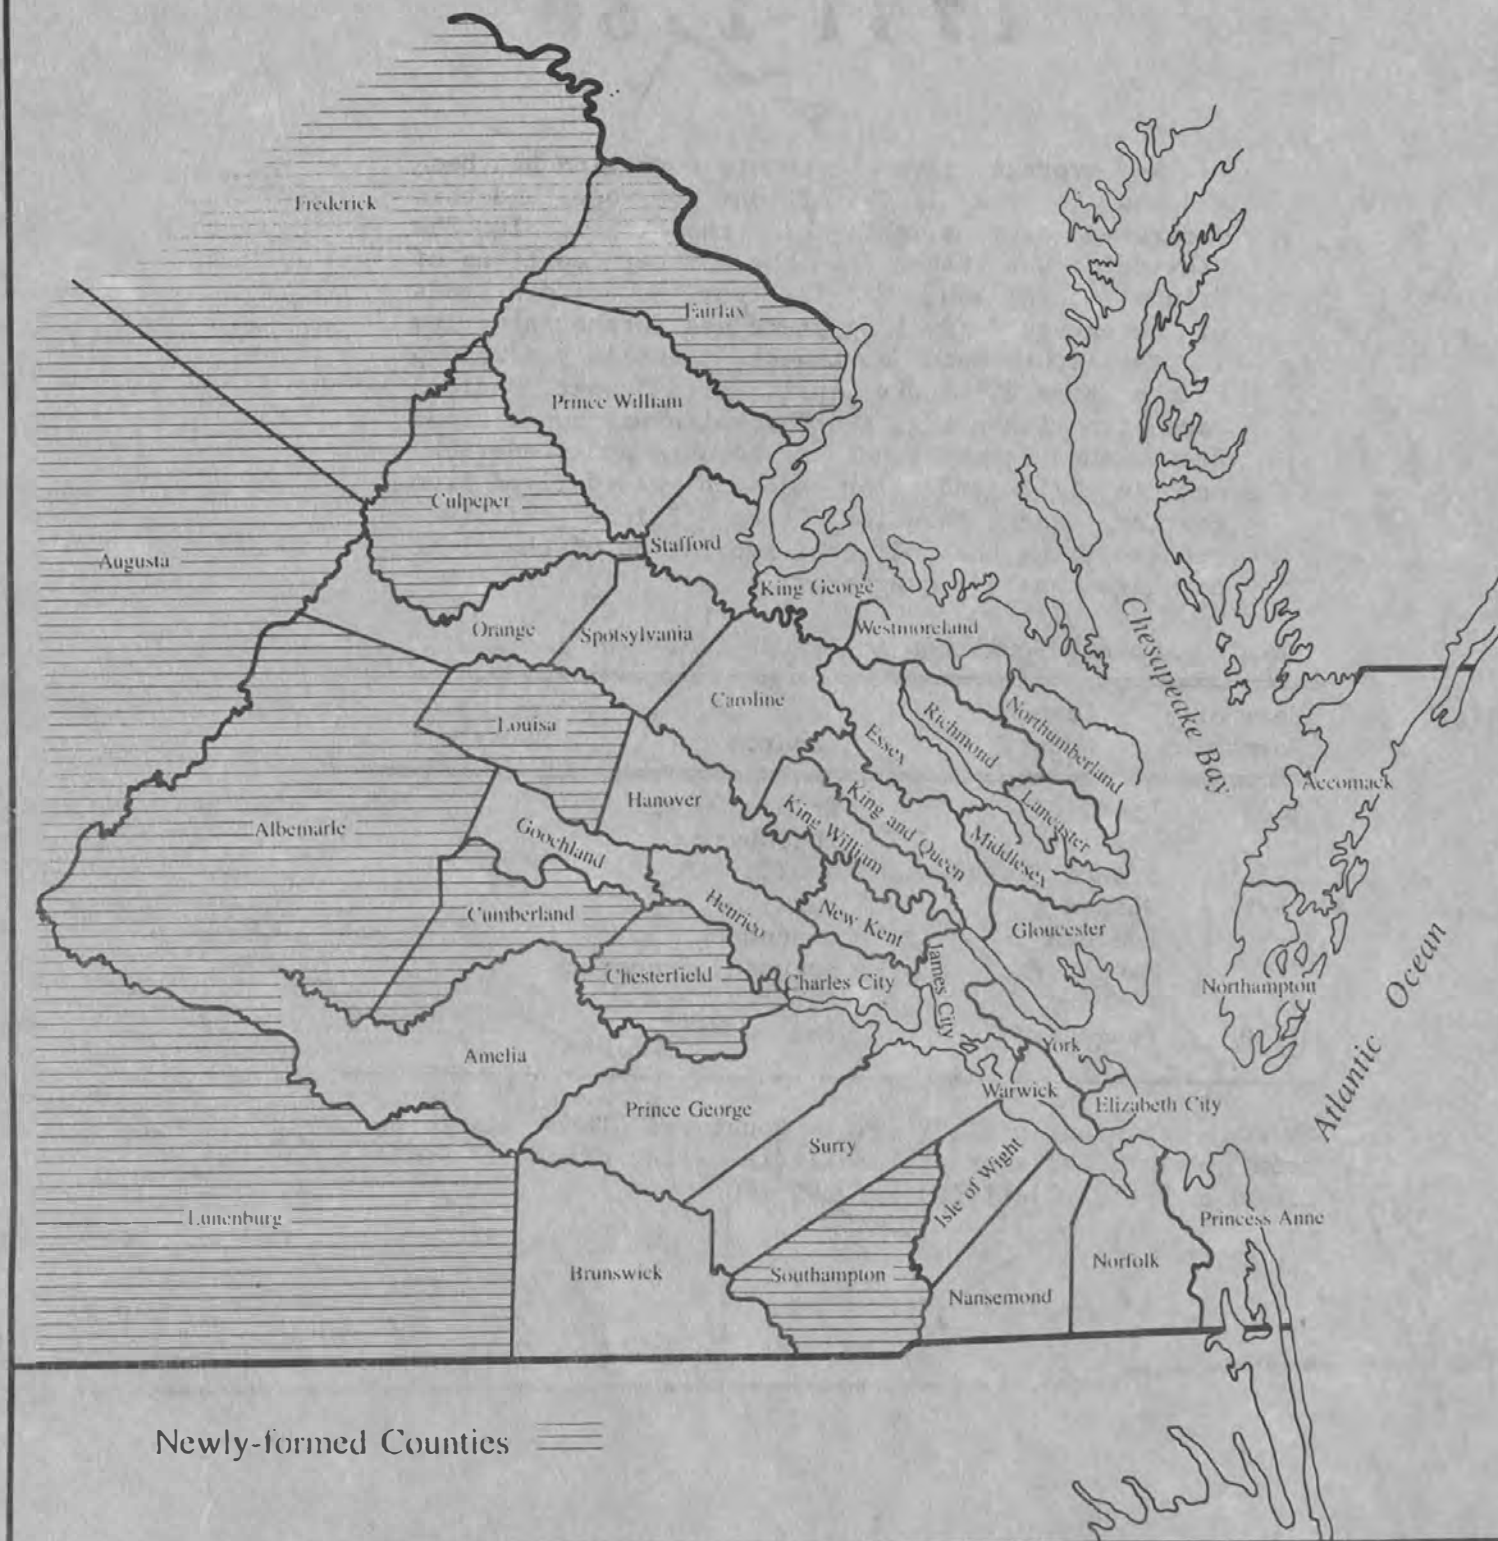 Frederick
Fairfax
Prince William
Culpeper
Stafford
Augusta
King George
Orange
Spotsylvania
Westmoreland
Chesapeake Bay
Caroline
Louisa
Essex
Richmond
Northumberland
Accomack
Hanover
King William
King and Queen
Lancaster
Albemarle
Goochland
Middlesex
Cumberland
Henrico
New Kent
Gloucester
Chesterfield
Charles City
James City
Northampton
Atlantic Ocean
Amelia
York
Prince George
Warwick
Elizabeth City
Surry
Isle of Wight
Lunenburg
Princess Anne
Brunswick
Southampton
Nansemond
Norfolk
Newly-formed Counties